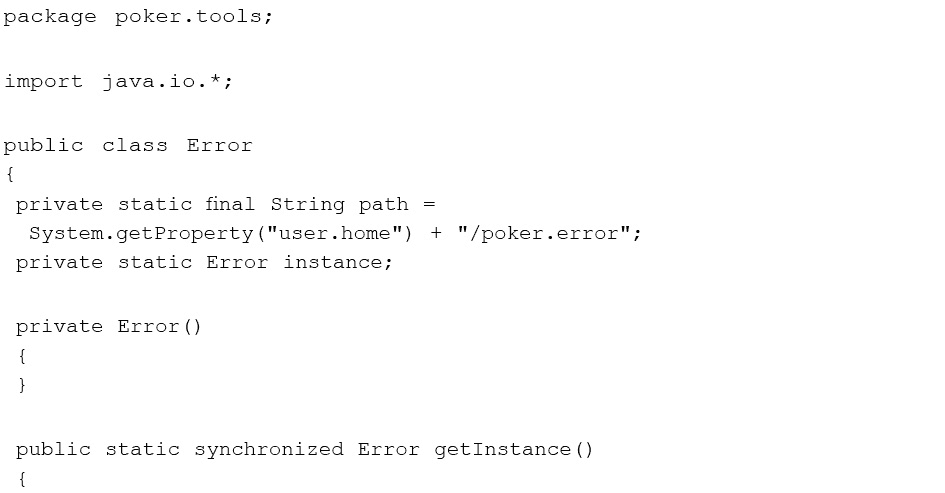 package poker.tools;
import java.io.*;
public class Error
{
private static final String path =
System.getProperty("user.home") + "/poker.error";
private static Error instance;
private Error()
{
}
public static synchronized Error getInstance()
{